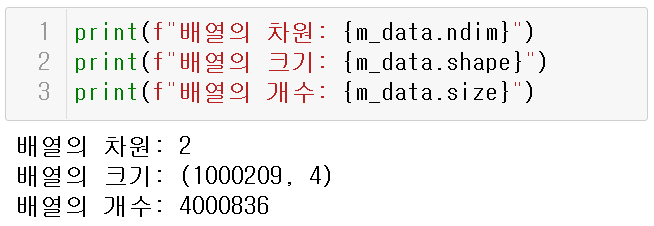 1 print(f"배열의 차원: {m_data.ndim}")
2 print(f"배열의 크기: {m_data.shape}")
3 print(f"배열의 개수: {m_data.size}")
배열의 차원: 2
배열의 크기: (1000209, 4)
배열의 개수: 4000836